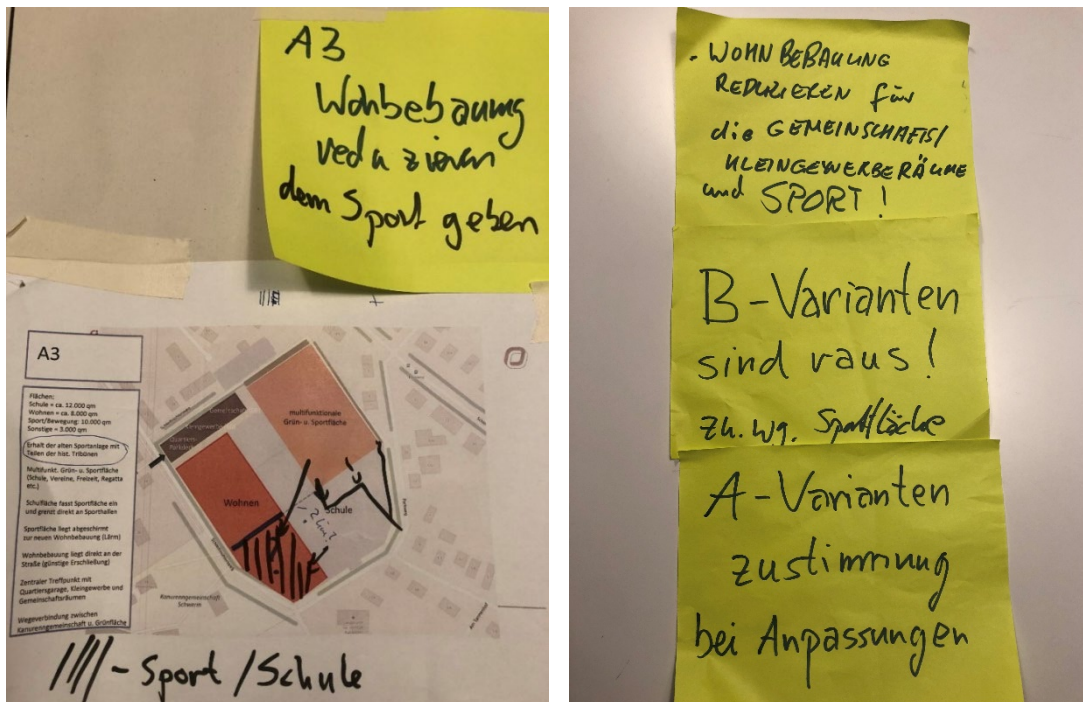 A3
Wohbebaung
reduzieren
dem Sport geben
A3
Flächen:
Schule = ca. 12.000 qm
Wohnen = ca. 8.000 qm
Sport/Bewegung: 10.000 qm
Sonstige = 3.000 qm
Erhalt der alten Sportanlage mit
Teilen der hist. Tribünen
Multifunkt. Grün- u. Sportfläche
(Schule, Vereine, Freizeit, Regatta
etc.)
Schulfläche fasst Sportfläche ein
und grenzt direkt an Sporthallen
Sportfläche liegt abgeschirmt
zur neuen Wohnbebauung (Lärm)
Wohnbebauung liegt direkt an der
Straße (günstige Erschließung)
Zentraler Treffpunkt mit
Quartiersgarage, Kleingewerbe und
Gemeinschaftsräumen
Wegeverbindung zwischen
Kanurenngemeinschaft u. Grünfläche
multifunktionale
Grün- u. Sportfläche
Wohnen
Schule
Kanurenngemeinschaft
Schwerin
- Sport / Schule
. WOHNBEBAUUNG
REDUZIEREN für
die GEMEINSCHAFTS/
KLEINGEWERBERÄUME
und SPORT!
B-Varianten
sind raus!
zu. wg. Sportfläche
A-Varianten
zustimmung
bei Anpassungen